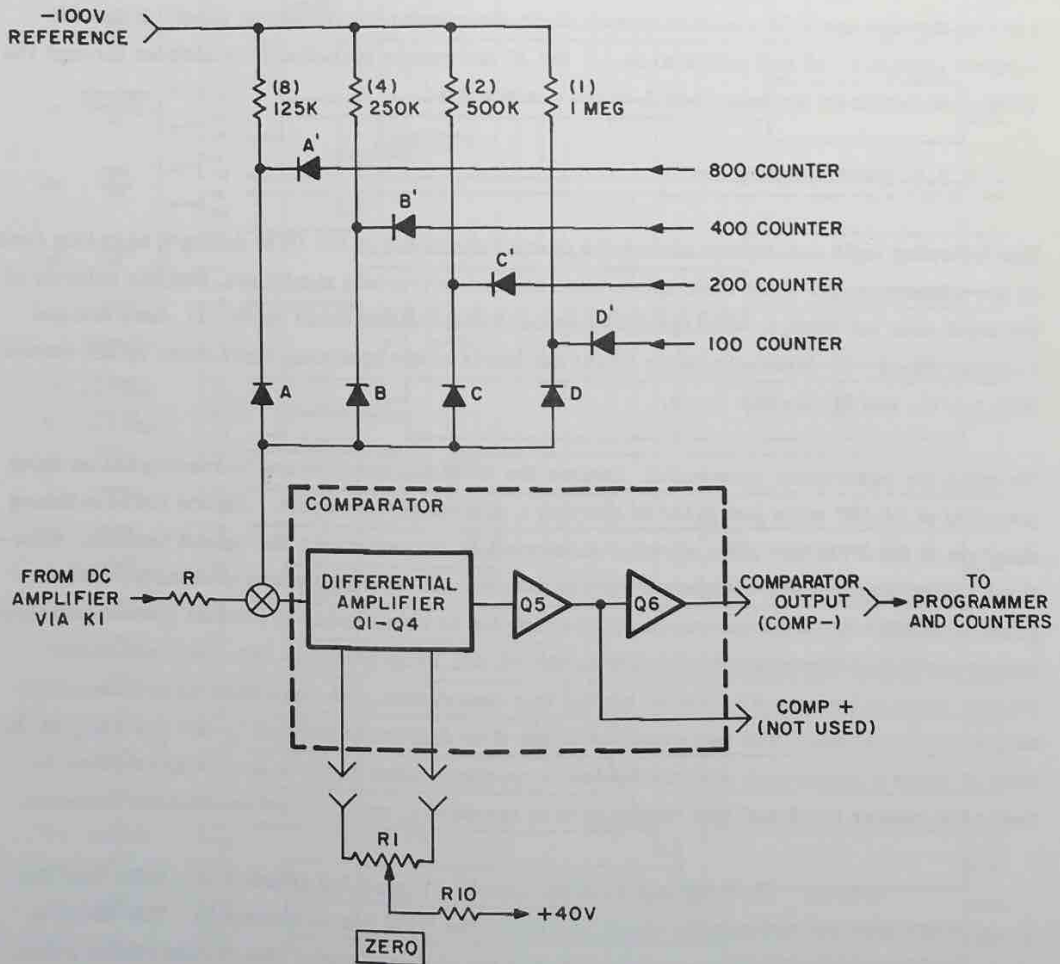 -100V
REFERENCE
(8)
125K
(4)
250K
(2)
500K
(1)
1 MEG
A'
800 COUNTER
B'
400 COUNTER
C'
200 COUNTER
D'
100 COUNTER
A
B
C
D
COMPARATOR
FROM DC
AMPLIFIER
VIA K1
R
DIFFERENTIAL
AMPLIFIER
Q1-Q4
Q5
Q6
COMPARATOR
OUTPUT
(COMP-)
TO
PROGRAMMER
AND COUNTERS
COMP +
(NOT USED)
R1
R10
+40V
ZERO